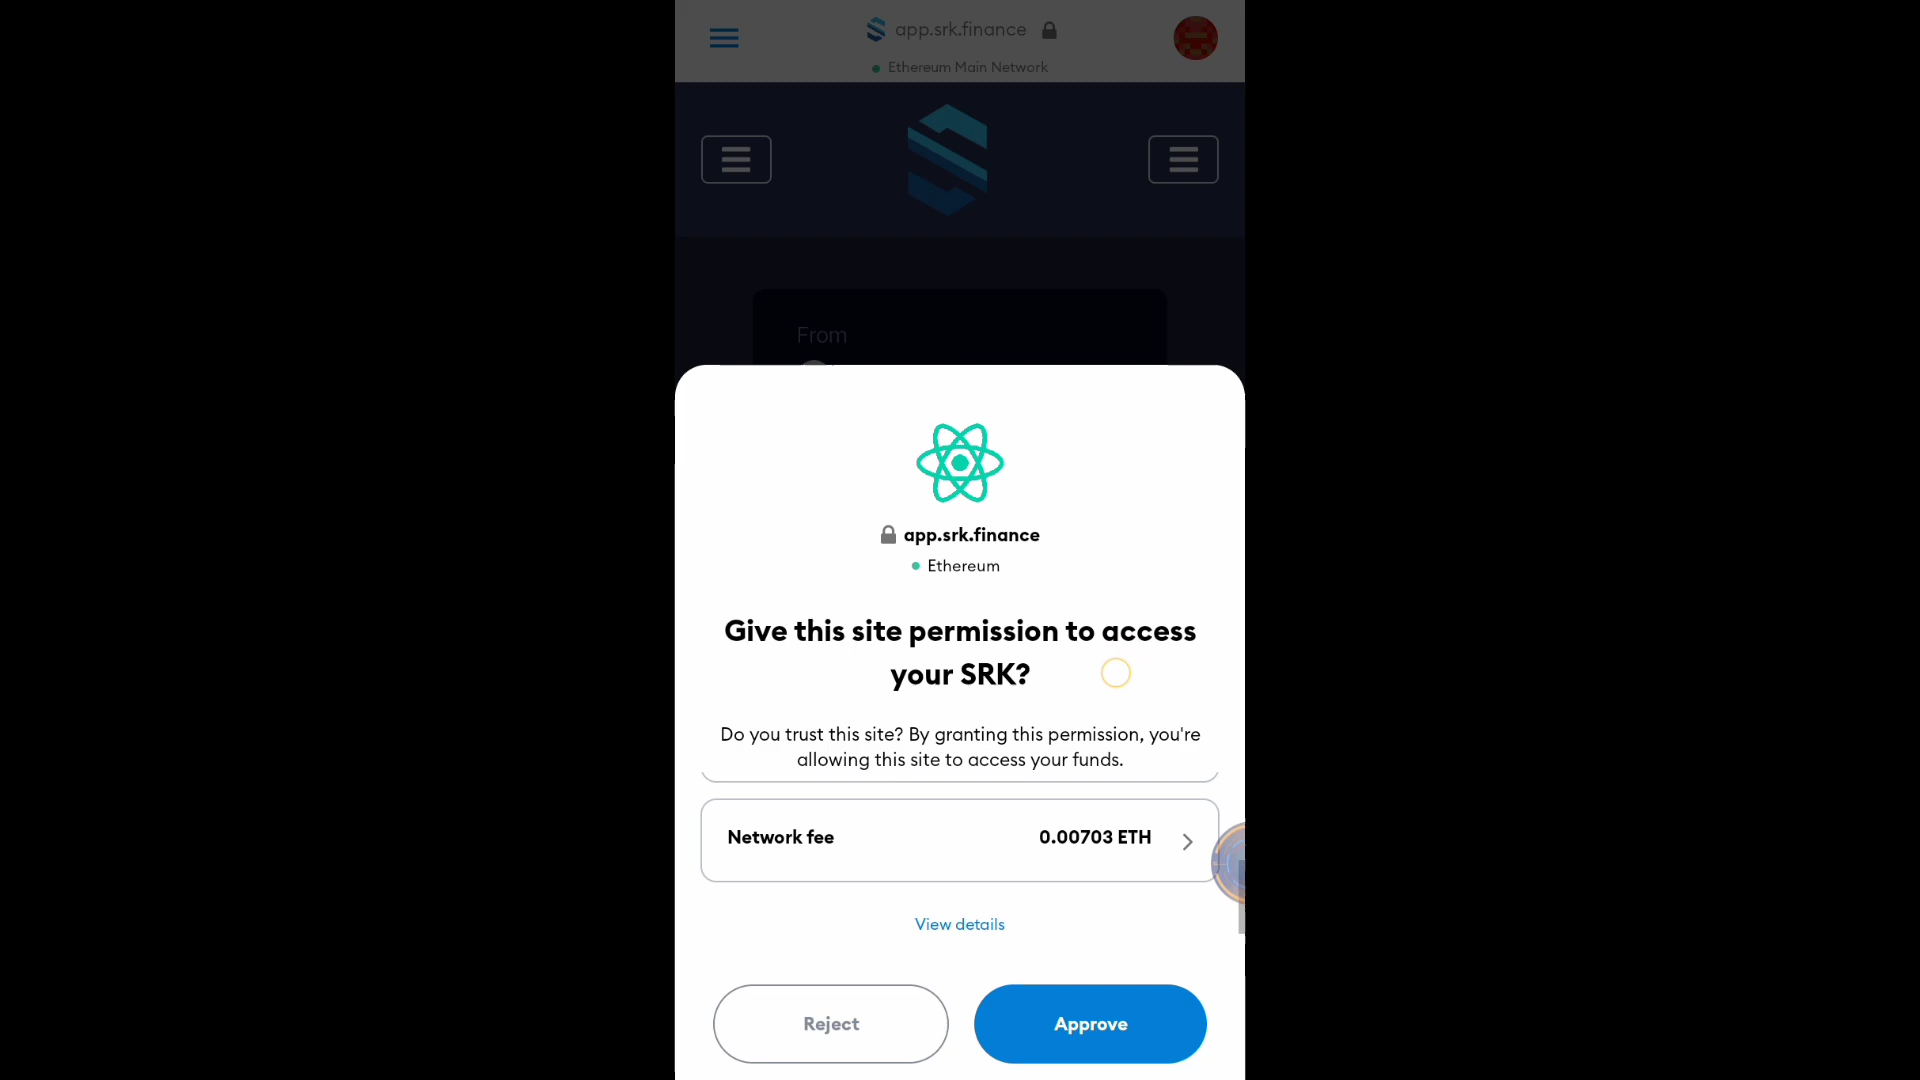 app.srk.finance
Ethereum Main Network
From
app.srk.finance
Ethereum
Give this site permission to access
your SRK?
Do you trust this site? By granting this permission, you're
allowing this site to access your funds.
Network fee 0.00703 ETH
View details
Reject Approve